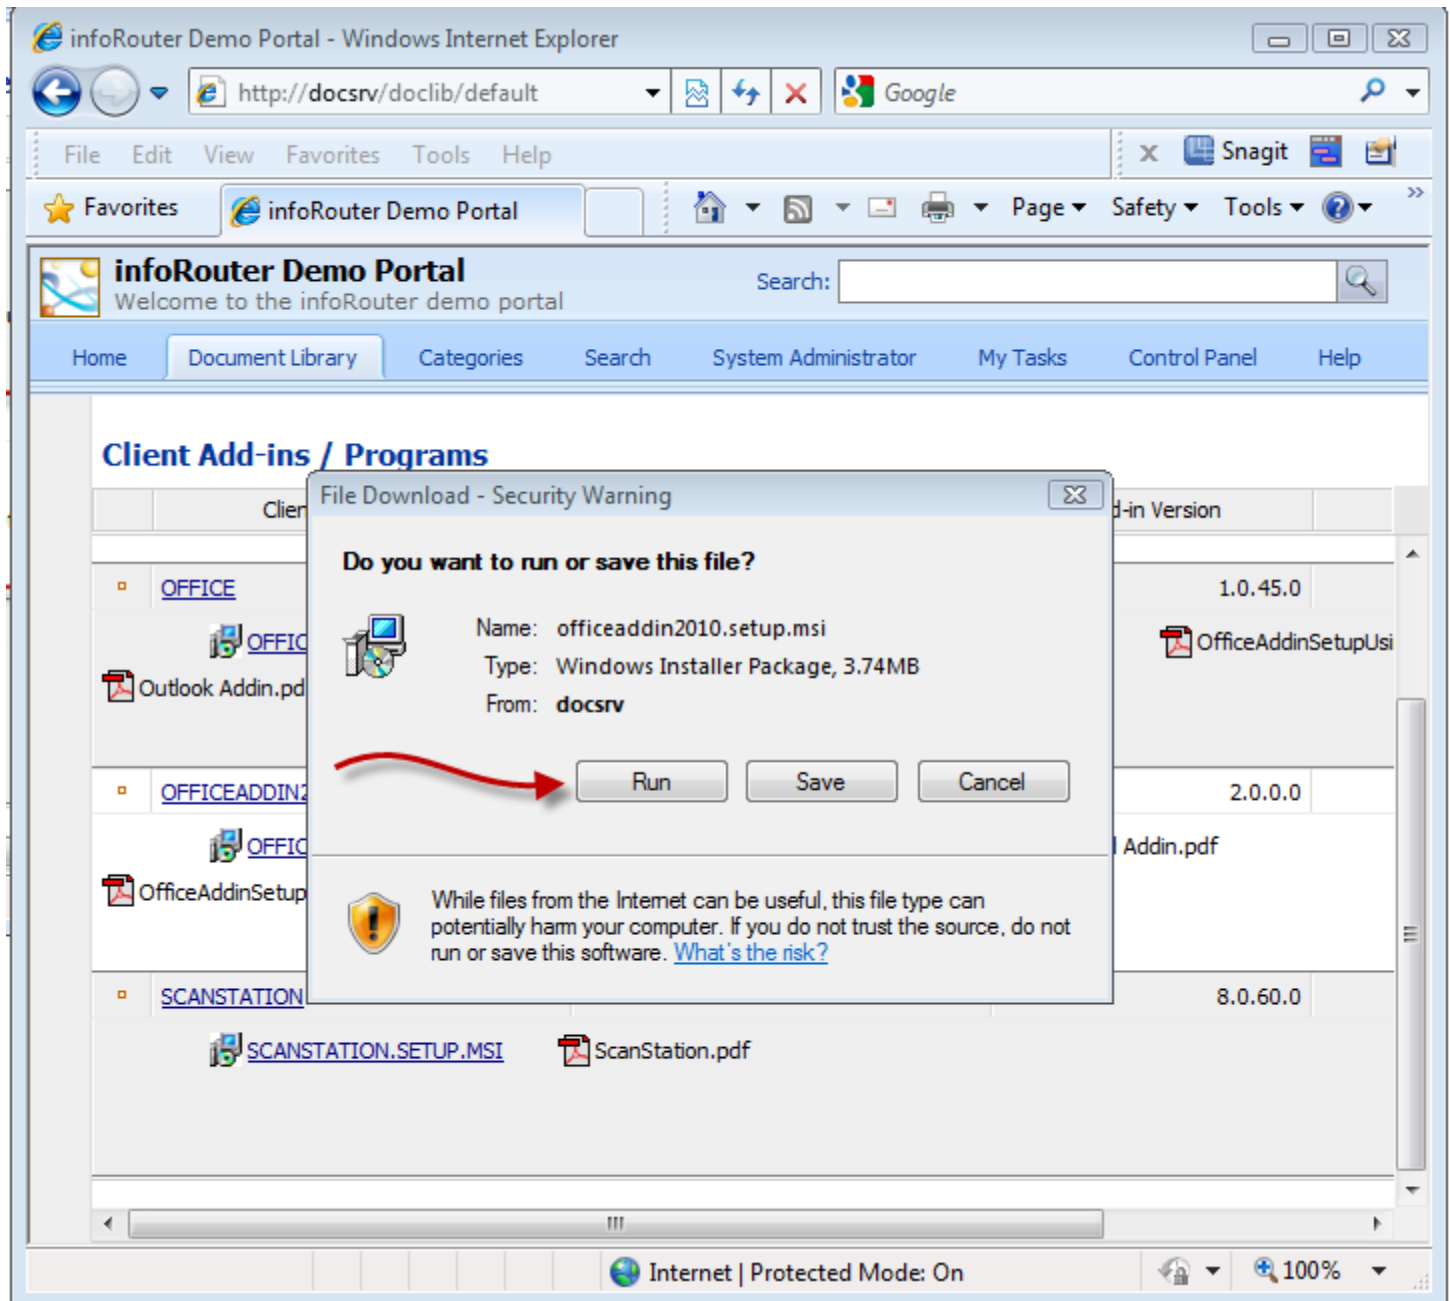 infoRouter Demo Portal - Windows Internet Explorer
http://docsrv/doclib/default
Google
File Edit View Favorites Tools Help
x Snagit
Favorites infoRouter Demo Portal Page Safety Tools »
infoRouter Demo Portal
Welcome to the infoRouter demo portal
Search:
Home Document Library Categories Search System Administrator My Tasks Control Panel Help
Client Add-ins / Programs
Clien
d-in Version
File Download - Security Warning
Do you want to run or save this file?
Name: officeaddin2010.setup.msi
Type: Windows Installer Package, 3.74MB
From: docsrv
Run Save Cancel
While files from the Internet can be useful, this file type can
potentially harm your computer. If you do not trust the source, do not
run or save this software. What's the risk?
OFFICE 1.0.45.0
OFFIC OfficeAddinSetupUsi
Outlook Addin.pd
OFFICEADDIN2 2.0.0.0
OFFIC Addin.pdf
OfficeAddinSetup
SCANSTATION 8.0.60.0
SCANSTATION.SETUP.MSI ScanStation.pdf
Internet | Protected Mode: On 100%